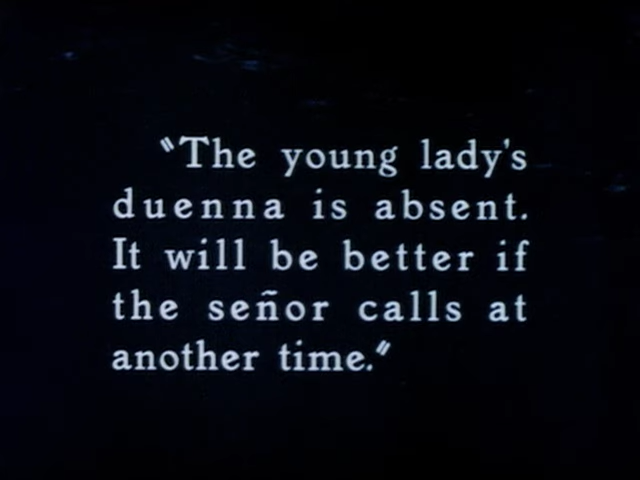 "The young lady's
duenna is absent.
It will be better if
the señor calls at
another time."